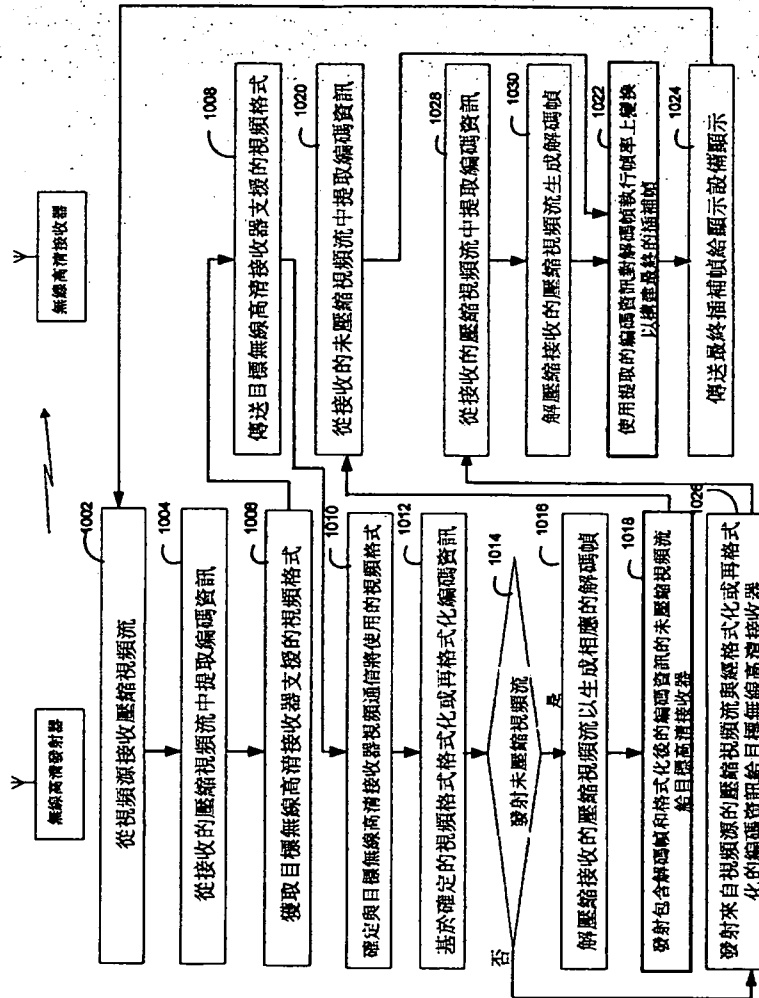 無線高清發射器
無線高清接收器
1002
從視頻源接收壓縮視頻流
1004
從接收的壓縮視頻流中提取編碼資訊
1006
獲取目標無線高清接收器支援的視頻格式
1008
傳送目標無線高清接收器支援的視頻格式
1010
確定與目標無線高清接收器視頻通信將使用的視頻格式
1012
基於確定的視頻格式格式化或再格式化編碼資訊
1014
發射未壓縮視頻流
是
否
1016
解壓縮接收的壓縮視頻流以生成相應的解碼幀
1018
發射包含解碼幀和格式化後的編碼資訊的未壓縮視頻流
給目標高清接收器
1020
從接收的未壓縮視頻流中提取編碼資訊
1026
發射來自視頻源的壓縮視頻流與經格式化或再格式
化的編碼資訊給目標無線高清接收器
1028
從接收的壓縮視頻流中提取編碼資訊
1030
解壓縮接收的壓縮視頻流生成解碼幀
1022
使用提取的編碼資訊對解碼幀執行幀率上變換
以構建最終的插補幀
1024
傳送最終插補幀給顯示設備顯示